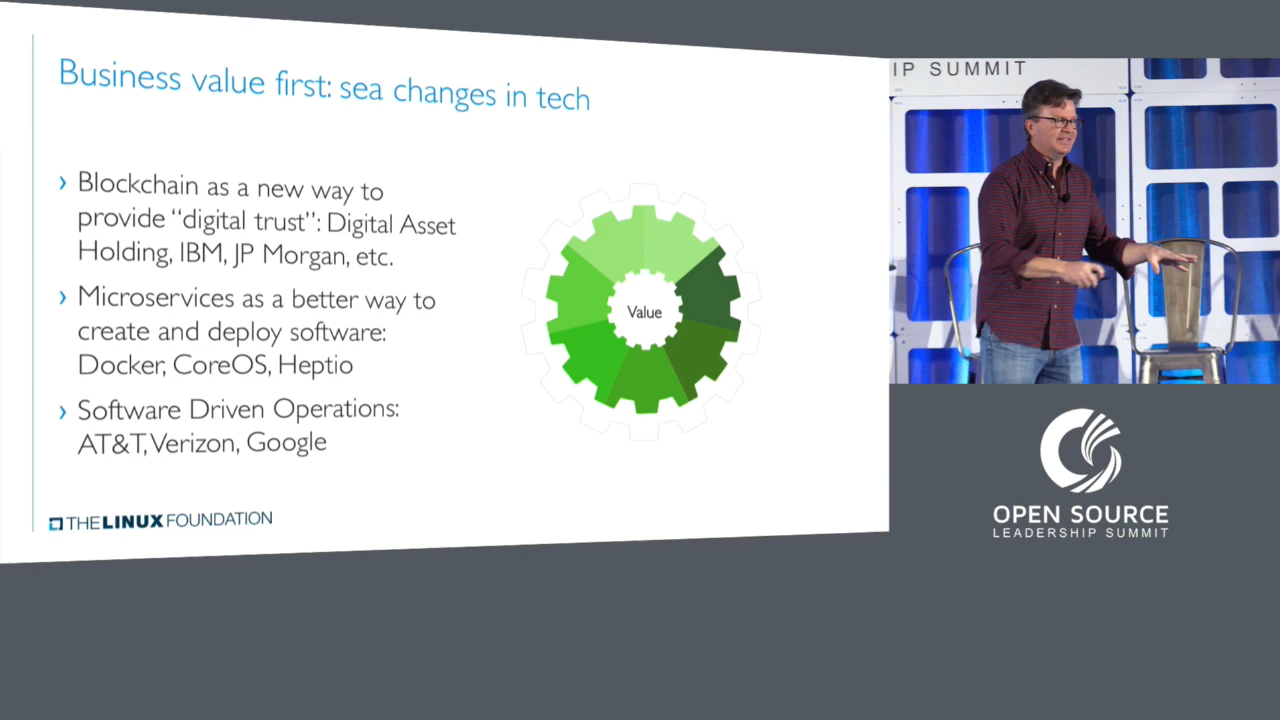 Business value first: sea changes in tech
› Blockchain as a new way to
provide “digital trust”: Digital Asset
Holding, IBM, JP Morgan, etc.
› Microservices as a better way to
create and deploy software:
Docker, CoreOS, Heptio
› Software Driven Operations:
AT&T, Verizon, Google
Value
THE LINUX FOUNDATION
IP SUMMIT
OPEN SOURCE
LEADERSHIP SUMMIT